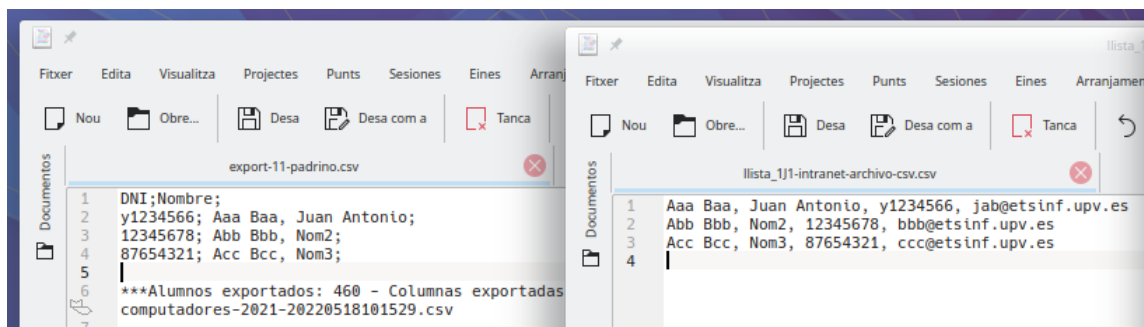 Fitxer Edita Visualitza Projectes Punts Sesiones Eines Arranj
Nou Obre... Desa Desa com a Tanca
Documentos
export-11-padrino.csv
1 DNI;Nombre;
2 y1234566; Aaa Baa, Juan Antonio;
3 12345678; Abb Bbb, Nom2;
4 87654321; Acc Bcc, Nom3;
5
6 ***Alumnos exportados: 460 - Columnas exportadas
computadores-2021-20220518101529.csv
7
llista_1
Fitxer Edita Visualitza Projectes Punts Sesiones Eines Arranjamen
Nou Obre... Desa Desa com a Tanca
Documentos
llista_1J1-intranet-archivo-csv.csv
1 Aaa Baa, Juan Antonio, y1234566, jab@etsinf.upv.es
2 Abb Bbb, Nom2, 12345678, bbb@etsinf.upv.es
3 Acc Bcc, Nom3, 87654321, ccc@etsinf.upv.es
4